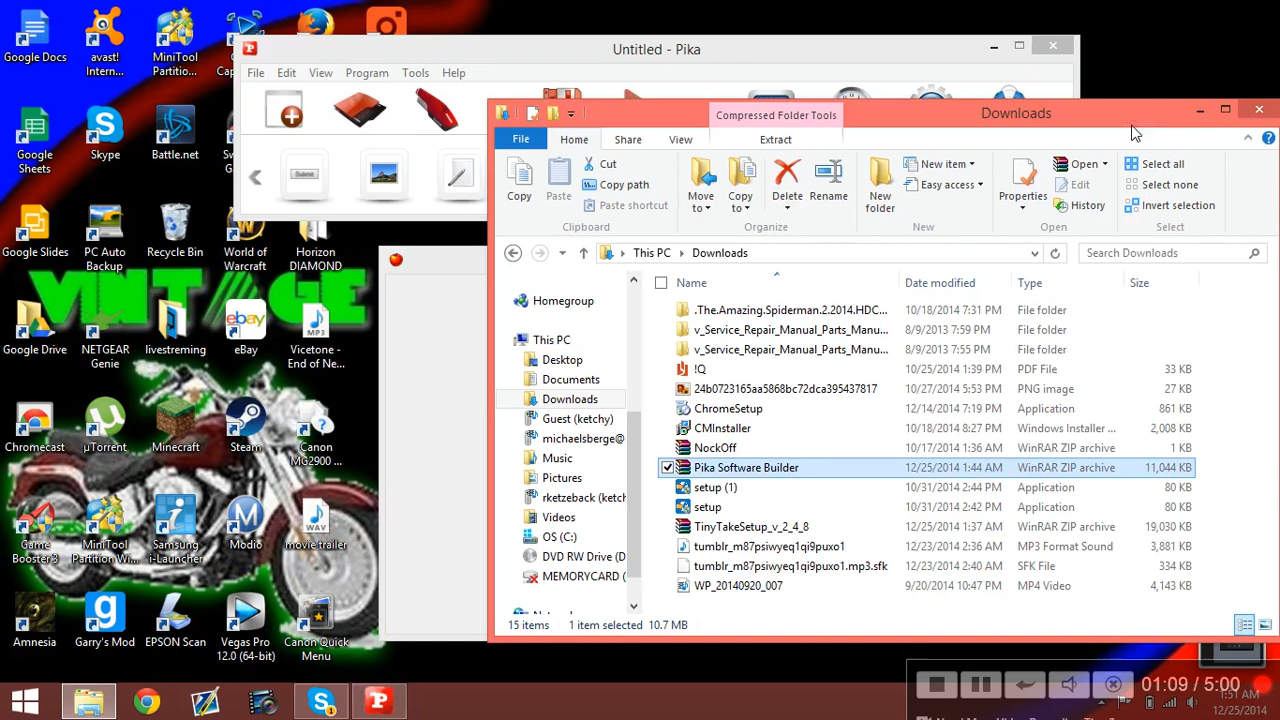 Google Docs
avast!
Intern...
MiniTool
Partitio...
Untitled - Pika
File Edit View Program Tools Help
Submit
Google
Sheets
Skype
Battle.net
Google Slides
PC Auto
Backup
Recycle Bin
World of
Warcraft
Horizon
DIAMOND
Google Drive
NETGEAR
Genie
livestreming
eBay
ebay
MP3
Vicetone -
End of Ne...
Chromecast
µTorrent
Minecraft
Steam
Canon
MG2900 ...
Game
Booster 3
MiniTool
Partition Wi...
Samsung
i-Launcher
Modio
WAV
movie trailer
Amnesia
Garry's Mod
EPSON Scan
Vegas Pro
12.0 (64-bit)
Canon Quick
Menu
Compressed Folder Tools
Downloads
File Home Share View Extract
Copy
Paste
Cut
Copy path
Paste shortcut
Clipboard
Move
to
Copy
to
Delete
Rename
Organize
New
folder
New item
Easy access
New
Properties
Open
Edit
History
Open
Select all
Select none
Invert selection
Select
This PC
Downloads
Search Downloads
Name Date modified Type Size
Homegroup
This PC
Desktop
Documents
Downloads
Guest (ketchy)
michaelsberge@
Music
Pictures
rketzeback (ketc
Videos
OS (C:)
DVD RW Drive (D
MEMORYCARD (
.The.Amazing.Spiderman.2.2014.HDC... 10/18/2014 7:31 PM File folder
v_Service_Repair_Manual_Parts_Manu... 8/9/2013 7:59 PM File folder
v_Service_Repair_Manual_Parts_Manu... 8/9/2013 7:55 PM File folder
!Q 10/25/2014 1:39 PM PDF File 33 KB
24b0723165aa5868bc72dca395437817 10/27/2014 5:53 PM PNG image 27 KB
ChromeSetup 12/14/2014 7:19 PM Application 861 KB
CMInstaller 10/18/2014 8:27 PM Windows Installer ... 2,008 KB
NockOff 10/17/2014 1:36 AM WinRAR ZIP archive 1 KB
Pika Software Builder 12/25/2014 1:44 AM WinRAR ZIP archive 11,044 KB
setup (1) 10/31/2014 2:44 PM Application 80 KB
setup 10/31/2014 2:42 PM Application 80 KB
TinyTakeSetup_v_2_4_8 12/25/2014 1:37 AM WinRAR ZIP archive 19,030 KB
tumblr_m87psiwyeq1qi9puxo1 12/23/2014 2:36 AM MP3 Format Sound 3,881 KB
tumblr_m87psiwyeq1qi9puxo1.mp3.sfk 12/23/2014 2:40 AM SFK File 334 KB
WP_20140920_007 9/20/2014 10:47 PM MP4 Video 4,143 KB
15 items 1 item selected 10.7 MB
01:09 / 5:00
1:51 AM
12/25/2014